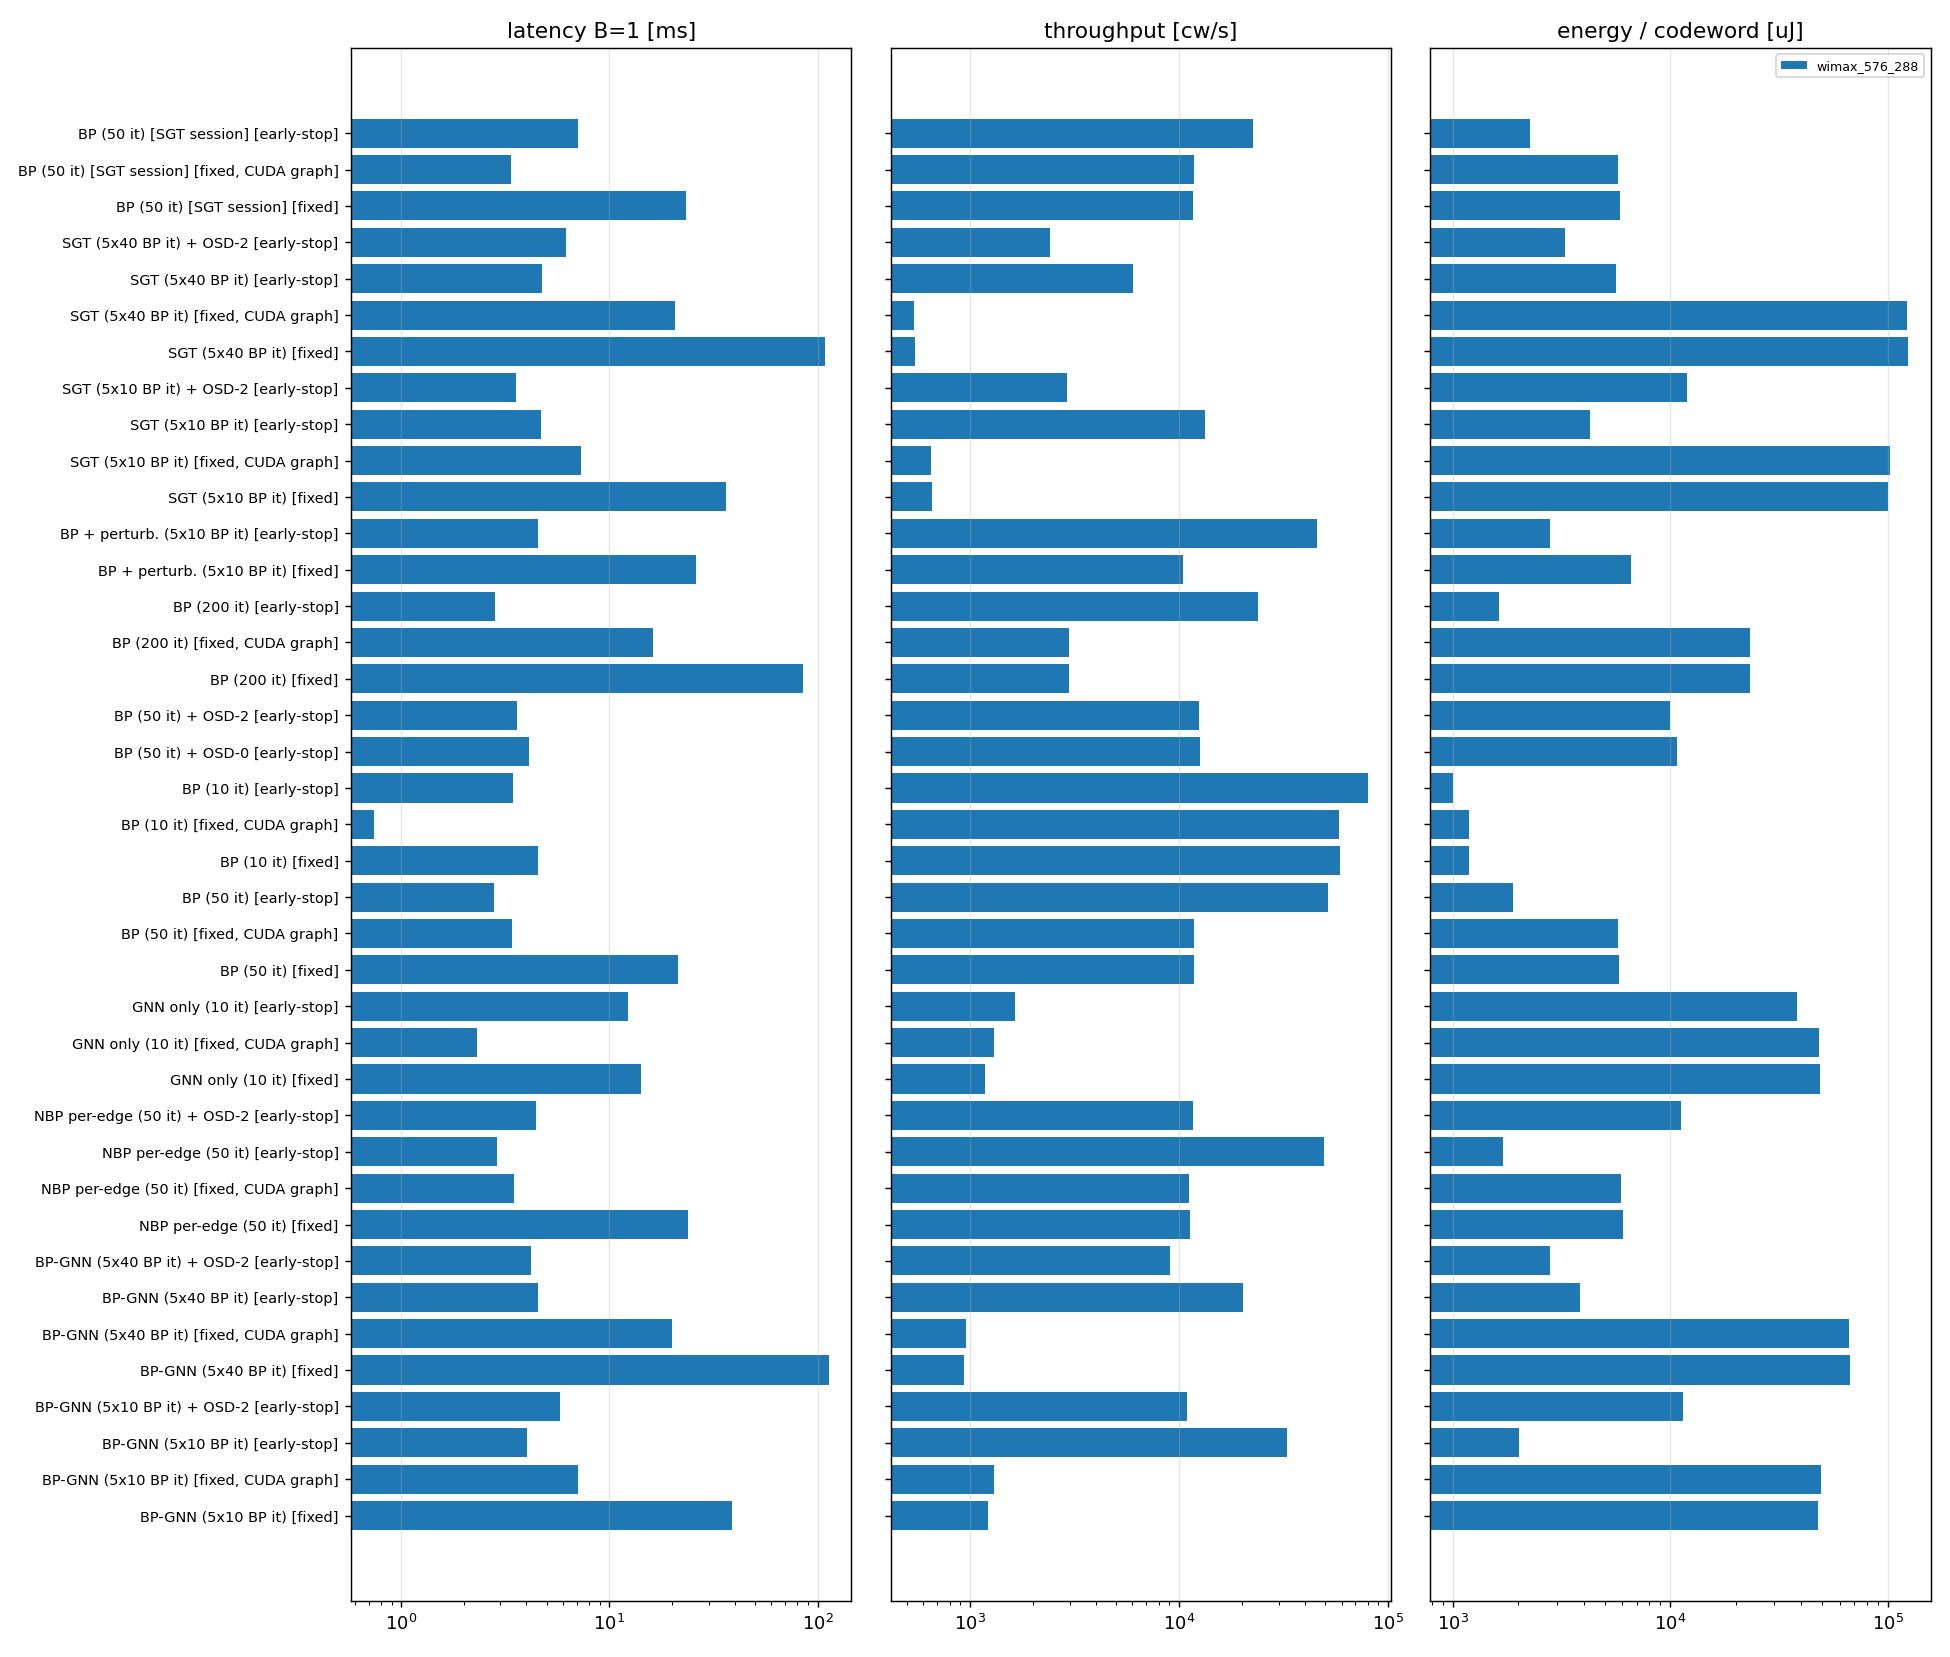 latency B=1 [ms]
throughput [cw/s]
energy / codeword [uJ]
wimax_576_288
BP (50 it) [SGT session] [early-stop]
BP (50 it) [SGT session] [fixed, CUDA graph]
BP (50 it) [SGT session] [fixed]
SGT (5x40 BP it) + OSD-2 [early-stop]
SGT (5x40 BP it) [early-stop]
SGT (5x40 BP it) [fixed, CUDA graph]
SGT (5x40 BP it) [fixed]
SGT (5x10 BP it) + OSD-2 [early-stop]
SGT (5x10 BP it) [early-stop]
SGT (5x10 BP it) [fixed, CUDA graph]
SGT (5x10 BP it) [fixed]
BP + perturb. (5x10 BP it) [early-stop]
BP + perturb. (5x10 BP it) [fixed]
BP (200 it) [early-stop]
BP (200 it) [fixed, CUDA graph]
BP (200 it) [fixed]
BP (50 it) + OSD-2 [early-stop]
BP (50 it) + OSD-0 [early-stop]
BP (10 it) [early-stop]
BP (10 it) [fixed, CUDA graph]
BP (10 it) [fixed]
BP (50 it) [early-stop]
BP (50 it) [fixed, CUDA graph]
BP (50 it) [fixed]
GNN only (10 it) [early-stop]
GNN only (10 it) [fixed, CUDA graph]
GNN only (10 it) [fixed]
NBP per-edge (50 it) + OSD-2 [early-stop]
NBP per-edge (50 it) [early-stop]
NBP per-edge (50 it) [fixed, CUDA graph]
NBP per-edge (50 it) [fixed]
BP-GNN (5x40 BP it) + OSD-2 [early-stop]
BP-GNN (5x40 BP it) [early-stop]
BP-GNN (5x40 BP it) [fixed, CUDA graph]
BP-GNN (5x40 BP it) [fixed]
BP-GNN (5x10 BP it) + OSD-2 [early-stop]
BP-GNN (5x10 BP it) [early-stop]
BP-GNN (5x10 BP it) [fixed, CUDA graph]
BP-GNN (5x10 BP it) [fixed]
10⁰ 10¹ 10²
10³ 10⁴ 10⁵
10³ 10⁴ 10⁵